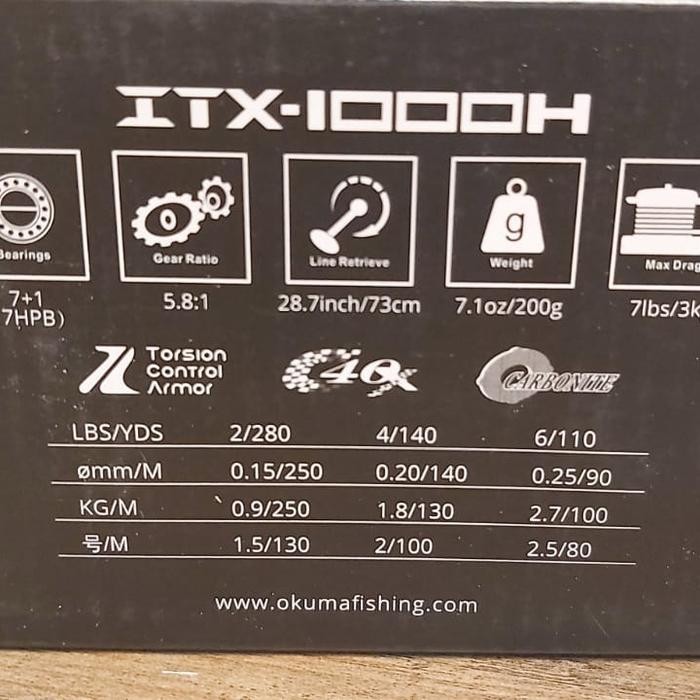 ITX-1000H
Bearings
Gear Ratio
Line Retrieve
g
Weight
Max Drag
7+1
7HPB)
5.8:1
28.7inch/73cm
7.1oz/200g
7lbs/3k
Torsion
Control
Armor
CARBONITE
LBS/YDS 2/280 4/140 6/110
ømm/M 0.15/250 0.20/140 0.25/90
KG/M 0.9/250 1.8/130 2.7/100
号/M 1.5/130 2/100 2.5/80
www.okumafishing.com